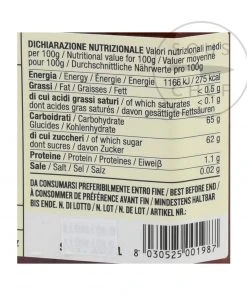 DICHIARAZIONE NUTRIZIONALE Valori nutrizionali medi
per 100g / Nutritional value for 100g / Valuer moyenne
pour 100g / Durchschnittliche Nährwerte pro 100g
Energia / Energy / Énergie / Energie 1166 kJ / 275 kcal
Grassi / Fat / Graisses / Fett < 0.5 g
di cui acidi grassi saturi / of which saturates < 0.1 g
dont acides gras saturés / davon gesättigte Fettsäuren
Carboidrati / Carbohydrate 65 g
Glucides / Kohlenhydrate
di cui zuccheri / of which sugar 62 g
dont sucres / davon Zucker
Proteine / Protein / Proteines / Eiweiß 1.1 g
Sale / Salt / Sel / Salz 0.02 g
DA CONSUMARSI PREFERIBILMENTE ENTRO FINE / BEST BEFORE END /
À CONSOMMER DE PRÉFÉRENCE AVANT FIN / MINDESTENS HALTBAR
BIS ENDE. N. DI LOTTO / N. LOT / N. DE LOT / ARTIKEL NR.:
8 030525 001987